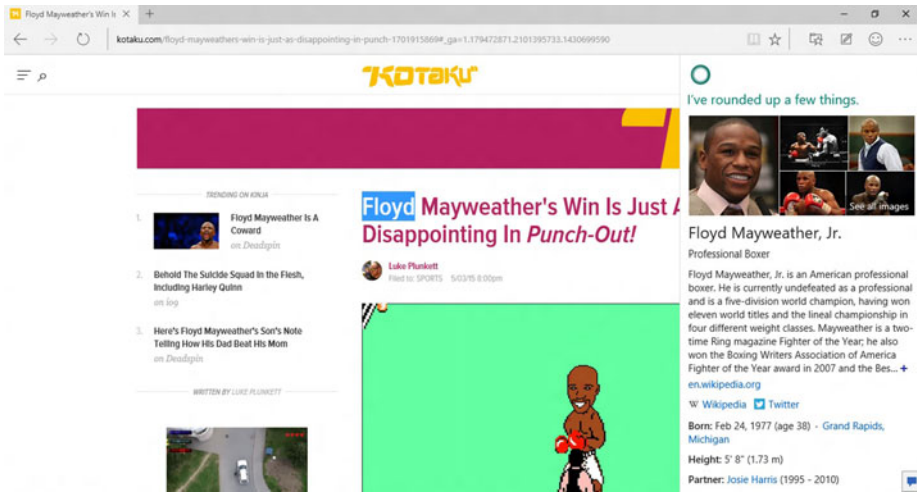 Floyd Mayweather's Win Is
kotaku.com/floyd-mayweathers-win-is-just-as-disappointing-in-punch-1701915869#_ga=1.179472871.2101395733.1430699590
KOTAKU
I've rounded up a few things.
See all images
TRENDING ON KINJA
1. Floyd Mayweather Is A
Coward
on Deadspin
2. Behold The Suicide Squad In the Flesh,
Including Harley Quinn
on io9
3. Here's Floyd Mayweather's Son's Note
Telling How His Dad Beat His Mom
on Deadspin
WRITTEN BY LUKE PLUNKETT
Floyd Mayweather's Win Is Just A
Disappointing In Punch-Out!
Luke Plunkett
Filed to: SPORTS 5/03/15 8:00pm
Floyd Mayweather, Jr.
Professional Boxer
Floyd Mayweather, Jr. is an American professional
boxer. He is currently undefeated as a professional
and is a five-division world champion, having won
eleven world titles and the lineal championship in
four different weight classes. Mayweather is a two-
time Ring magazine Fighter of the Year; he also
won the Boxing Writers Association of America
Fighter of the Year award in 2007 and the Bes... +
en.wikipedia.org
W Wikipedia Twitter
Born: Feb 24, 1977 (age 38) - Grand Rapids,
Michigan
Height: 5' 8" (1.73 m)
Partner: Josie Harris (1995 - 2010)